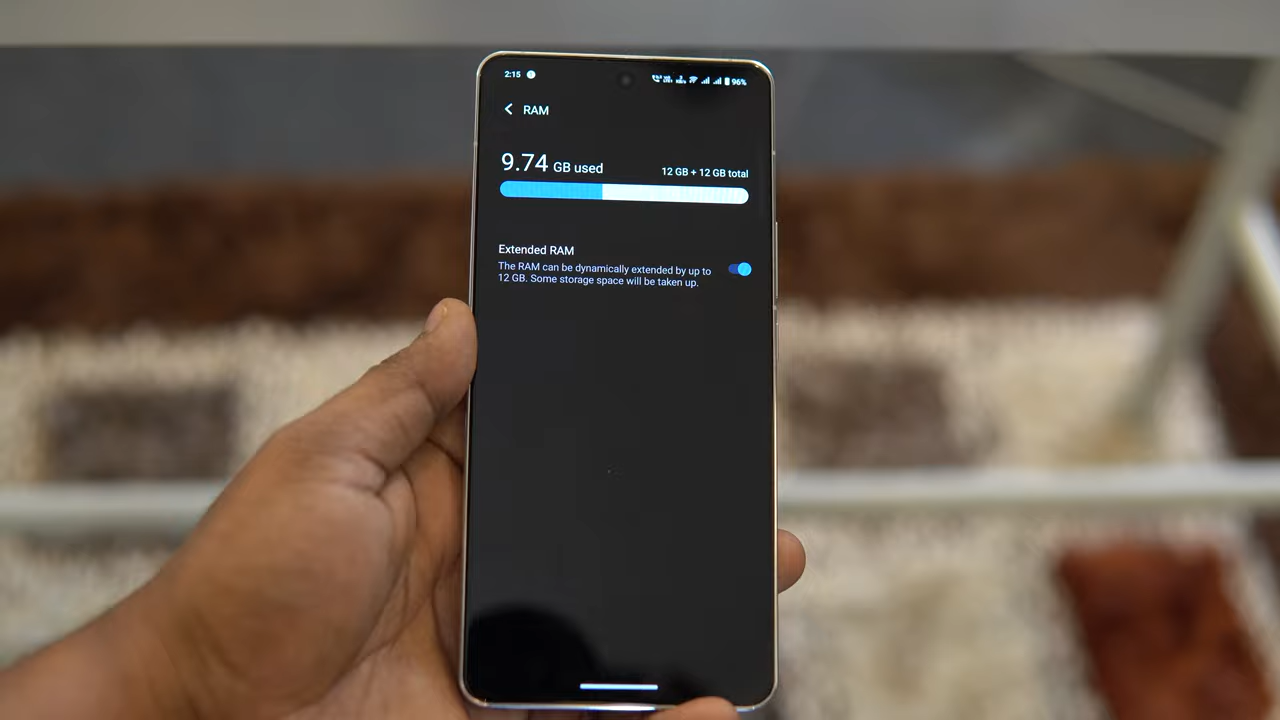 2:15
96%
RAM
9.74 GB used
12 GB + 12 GB total
Extended RAM
The RAM can be dynamically extended by up to
12 GB. Some storage space will be taken up.